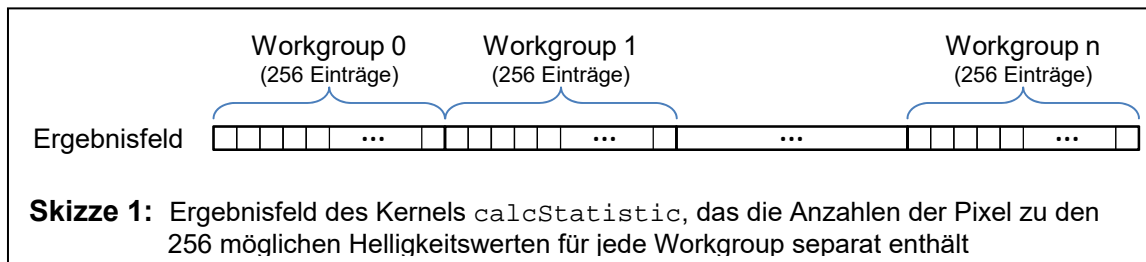 Workgroup 0 Workgroup 1 Workgroup n
(256 Einträge) (256 Einträge) (256 Einträge)
Ergebnisfeld ... ... ... ...
Skizze 1: Ergebnisfeld des Kernels calcStatistic, das die Anzahlen der Pixel zu den
256 möglichen Helligkeitswerten für jede Workgroup separat enthält